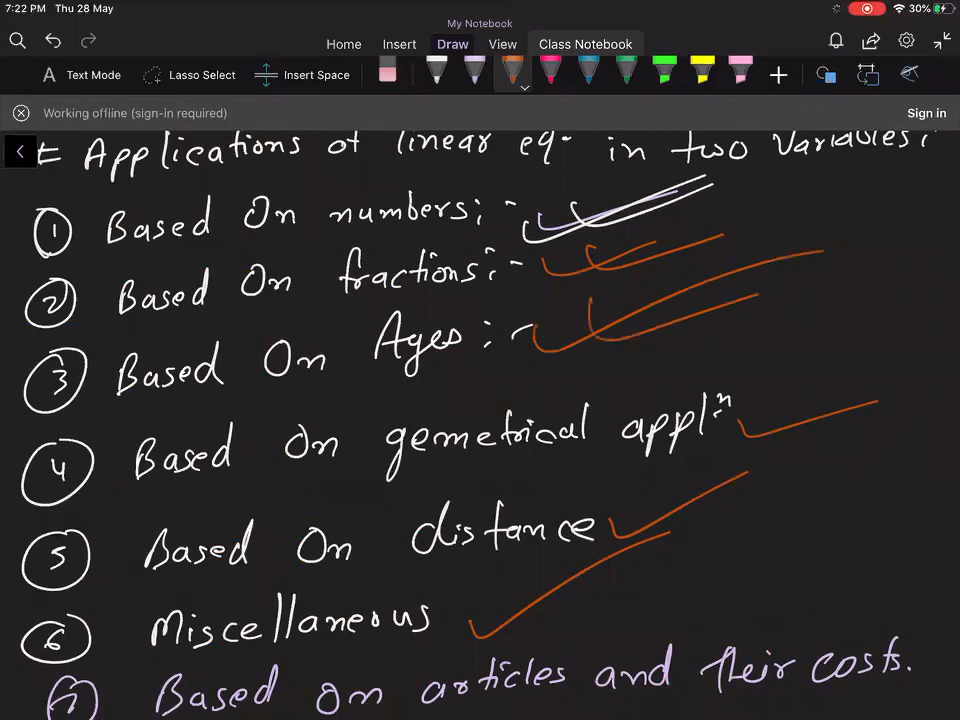 7:22 PM Thu 28 May
30%
My Notebook
Home Insert Draw View Class Notebook
Text Mode Lasso Select Insert Space
Working offline (sign-in required) Sign in
Applications of linear eq- in two variables:
1 Based On numbers:-
2 Based On fractions:-
3 Based On Ages:-
4 Based On gemetrical appl:n
5 Based On distance
6 Miscellaneous
7 Based on articles and their costs.